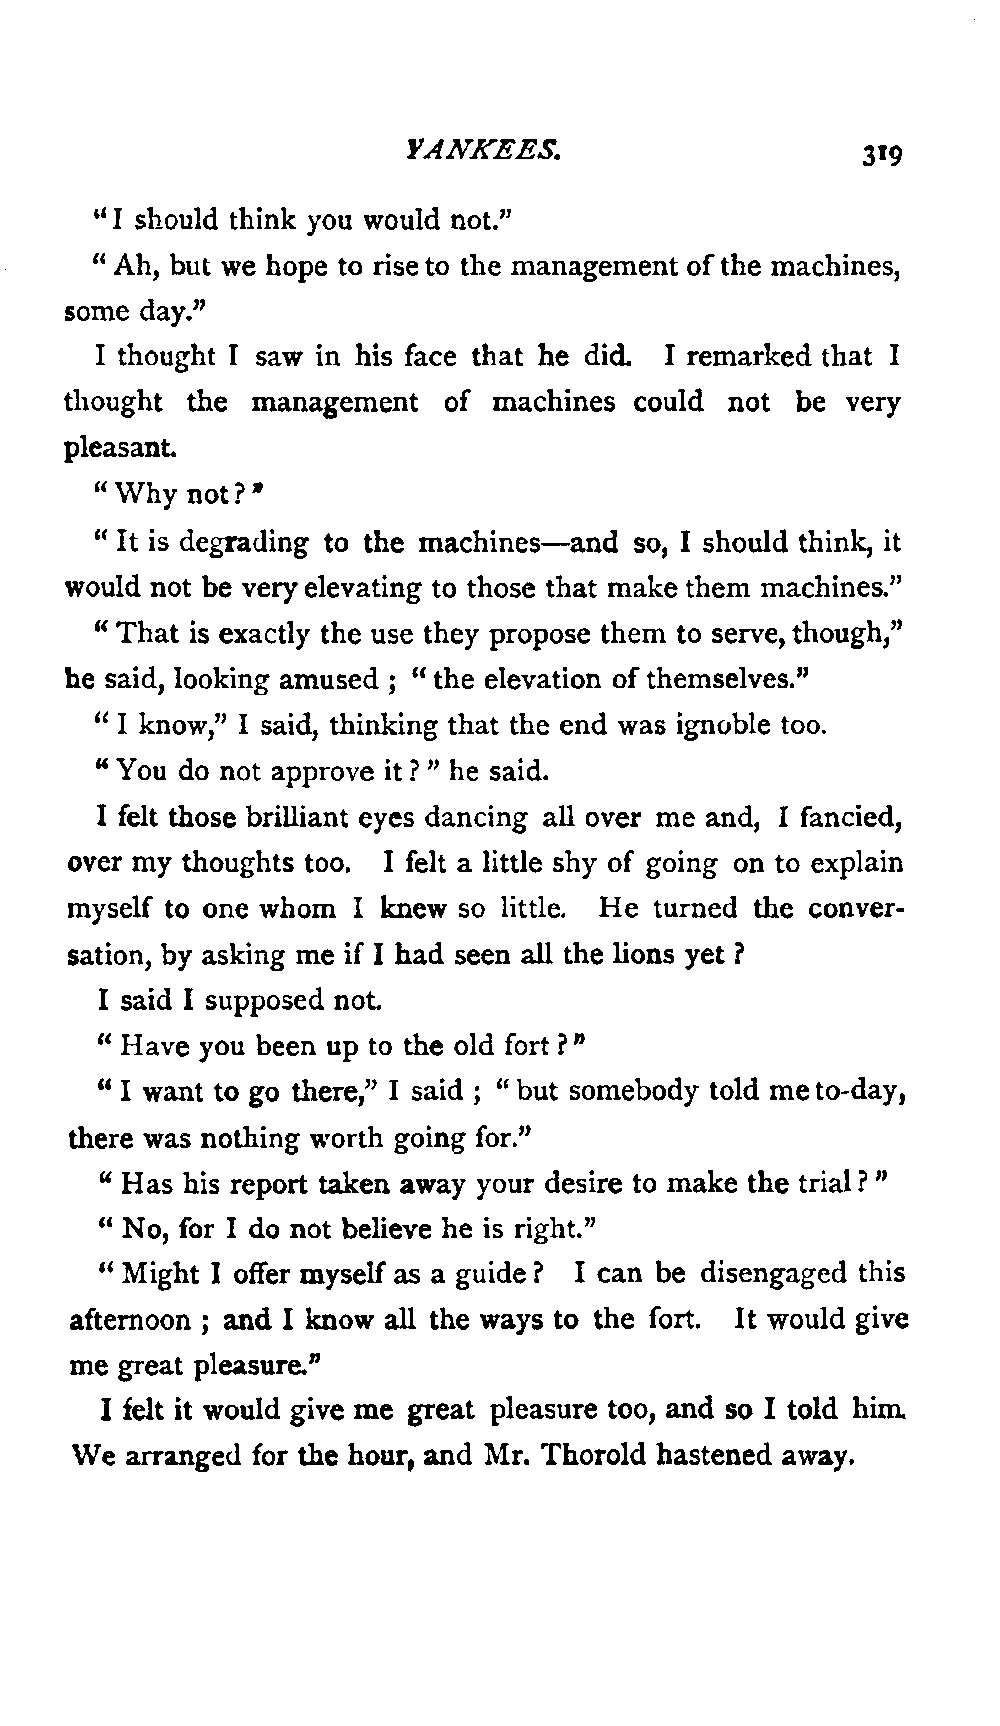 YANKEES. 319
"I should think you would not."
"Ah, but we hope to rise to the management of the machines,
some day."
I thought I saw in his face that he did. I remarked that I
thought the management of machines could not be very
pleasant.
"Why not?"
"It is degrading to the machines—and so, I should think, it
would not be very elevating to those that make them machines."
"That is exactly the use they propose them to serve, though,"
he said, looking amused; "the elevation of themselves."
"I know," I said, thinking that the end was ignoble too.
"You do not approve it?" he said.
I felt those brilliant eyes dancing all over me and, I fancied,
over my thoughts too. I felt a little shy of going on to explain
myself to one whom I knew so little. He turned the conver-
sation, by asking me if I had seen all the lions yet?
I said I supposed not.
"Have you been up to the old fort?"
"I want to go there," I said; "but somebody told me to-day,
there was nothing worth going for."
"Has his report taken away your desire to make the trial?"
"No, for I do not believe he is right."
"Might I offer myself as a guide? I can be disengaged this
afternoon; and I know all the ways to the fort. It would give
me great pleasure."
I felt it would give me great pleasure too, and so I told him.
We arranged for the hour, and Mr. Thorold hastened away.